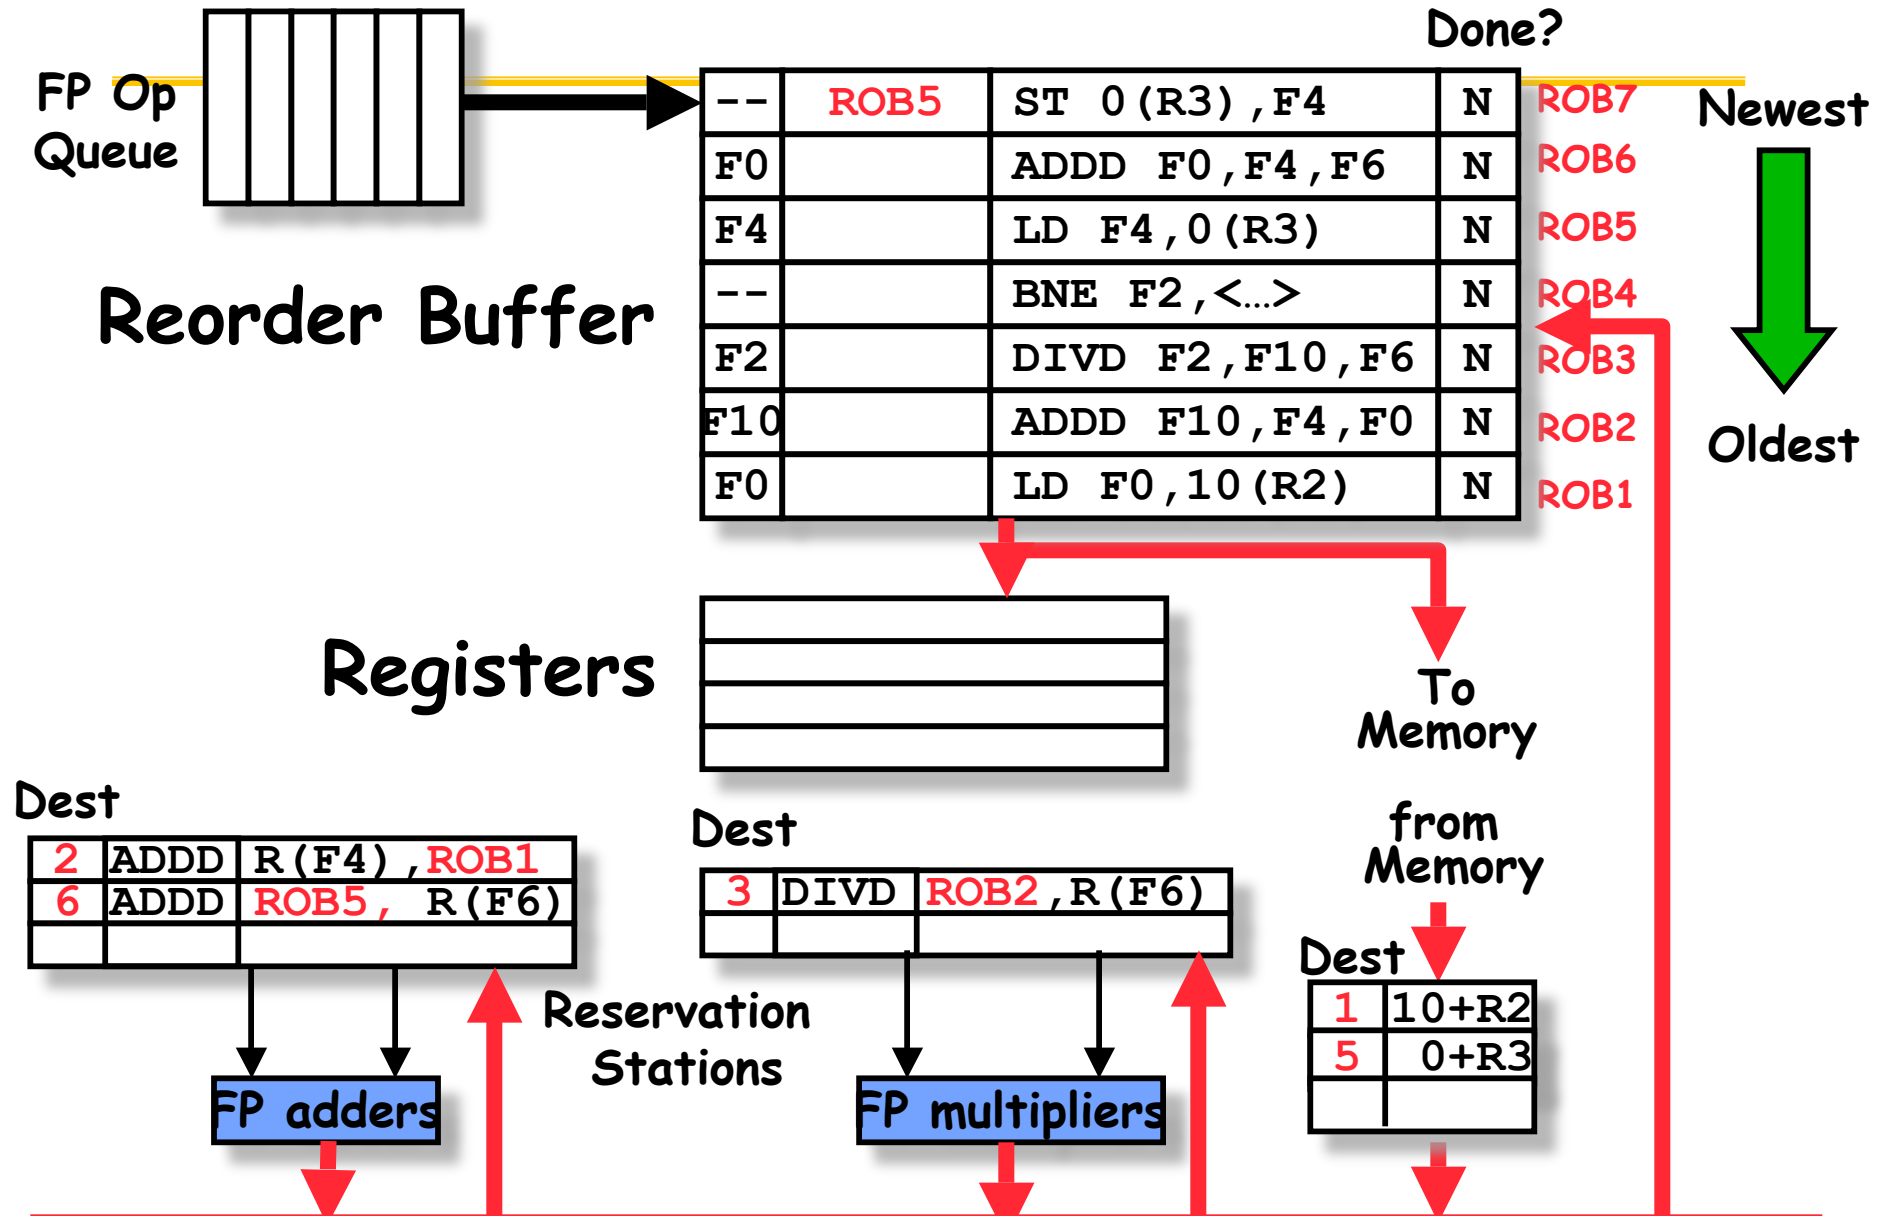 Done?
FP Op
Queue
-- ROB5 ST 0(R3),F4 N ROB7
F0 ADDD F0,F4,F6 N ROB6
F4 LD F4,0(R3) N ROB5
-- BNE F2,<…> N ROB4
F2 DIVD F2,F10,F6 N ROB3
F10 ADDD F10,F4,F0 N ROB2
F0 LD F0,10(R2) N ROB1
Newest
Oldest
Reorder Buffer
Registers
To
Memory
Dest
2 ADDD R(F4),ROB1
6 ADDD ROB5, R(F6)
Dest
3 DIVD ROB2,R(F6)
from
Memory
Dest
1 10+R2
5 0+R3
Reservation
Stations
FP adders
FP multipliers